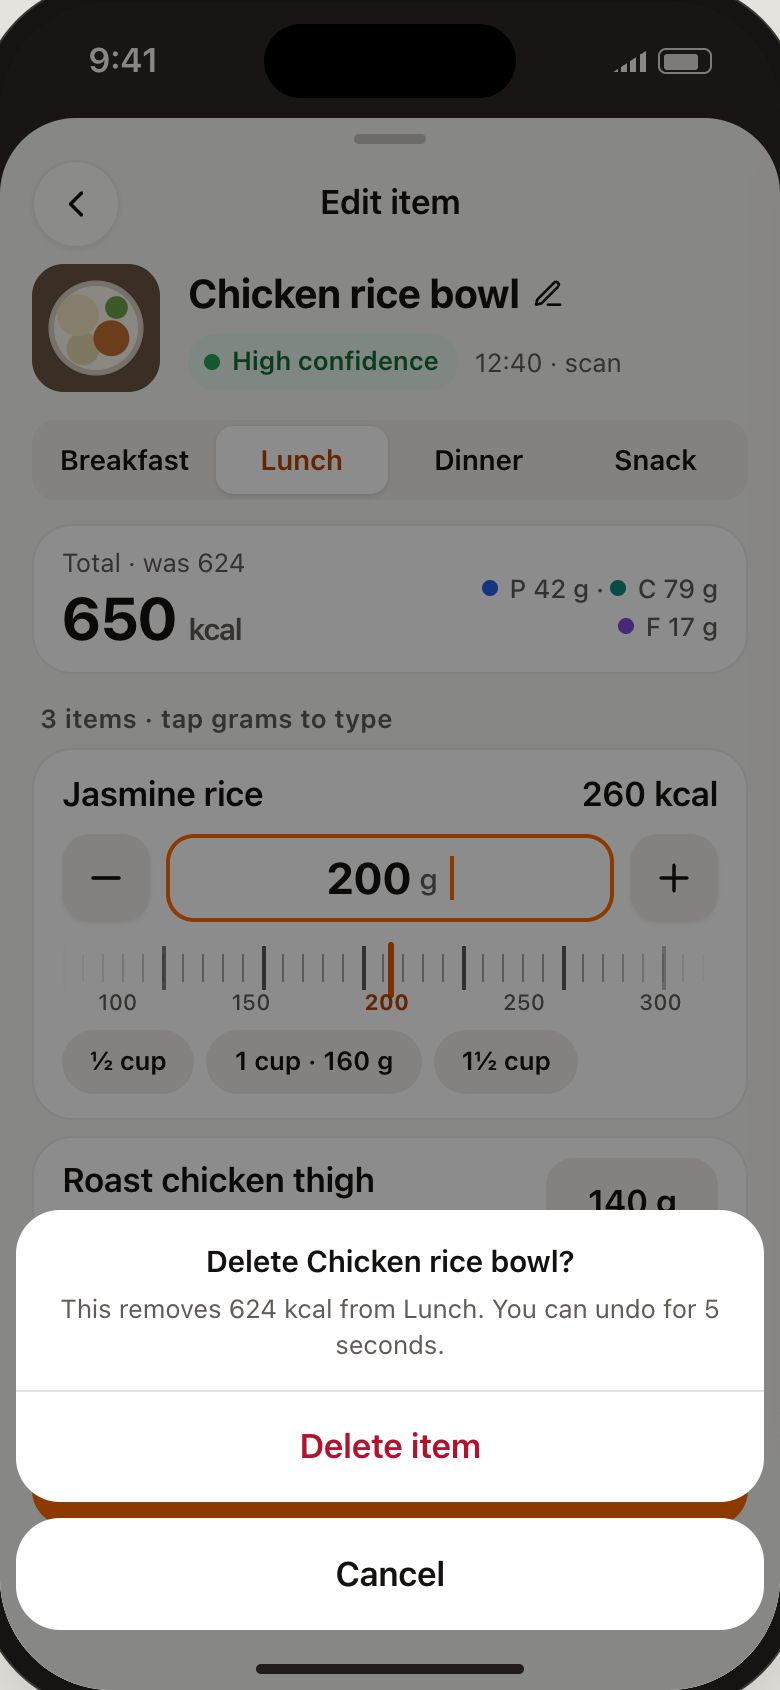 9:41
Edit item
Chicken rice bowl
High confidence
12:40 · scan
Breakfast
Lunch
Dinner
Snack
Total · was 624
650 kcal
P 42 g · C 79 g
F 17 g
3 items · tap grams to type
Jasmine rice
260 kcal
200 g
100
150
200
250
300
½ cup
1 cup · 160 g
1½ cup
Roast chicken thigh
140 g
Delete Chicken rice bowl?
This removes 624 kcal from Lunch. You can undo for 5
seconds.
Delete item
Cancel